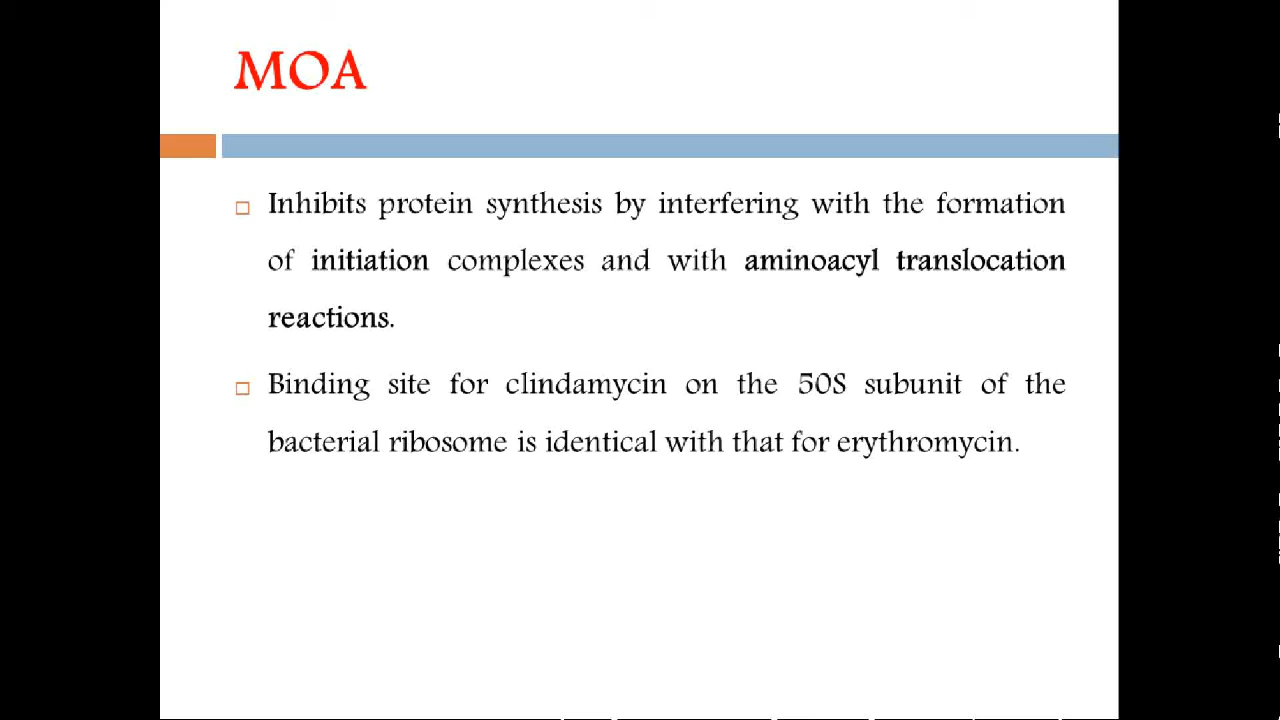 MOA
Inhibits protein synthesis by interfering with the formation
of initiation complexes and with aminoacyl translocation
reactions.
Binding site for clindamycin on the 50S subunit of the
bacterial ribosome is identical with that for erythromycin.